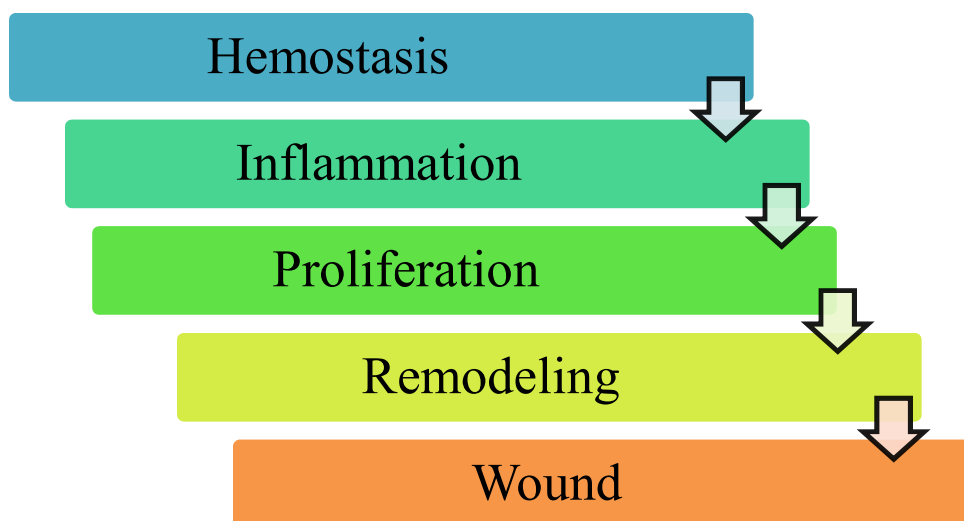 Hemostasis
Inflammation
Proliferation
Remodeling
Wound